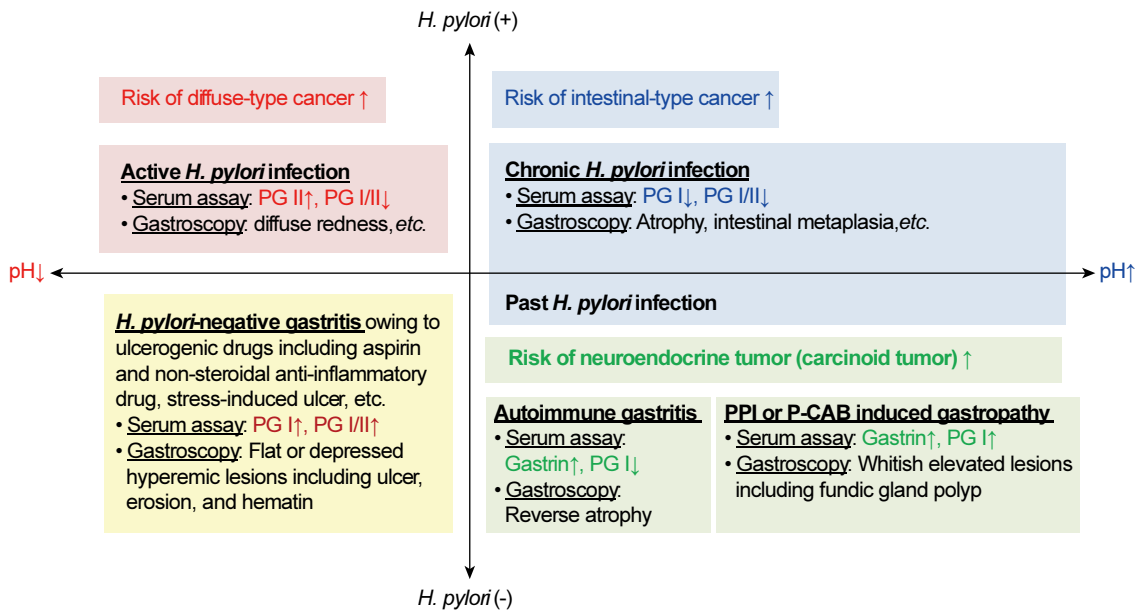 H. pylori (+)
Risk of diffuse-type cancer ↑
Risk of intestinal-type cancer ↑
Active H. pylori infection
• Serum assay: PG II↑, PG I/II↓
• Gastroscopy: diffuse redness, etc.
Chronic H. pylori infection
• Serum assay: PG I↓, PG I/II↓
• Gastroscopy: Atrophy, intestinal metaplasia, etc.
pH↓
pH↑
Past H. pylori infection
H. pylori-negative gastritis owing to
ulcerogenic drugs including aspirin
and non-steroidal anti-inflammatory
drug, stress-induced ulcer, etc.
• Serum assay: PG I↑, PG I/II↑
• Gastroscopy: Flat or depressed
hyperemic lesions including ulcer,
erosion, and hematin
Risk of neuroendocrine tumor (carcinoid tumor) ↑
Autoimmune gastritis
• Serum assay:
Gastrin↑, PG I↓
• Gastroscopy:
Reverse atrophy
PPI or P-CAB induced gastropathy
• Serum assay: Gastrin↑, PG I↑
• Gastroscopy: Whitish elevated lesions
including fundic gland polyp
H. pylori (-)